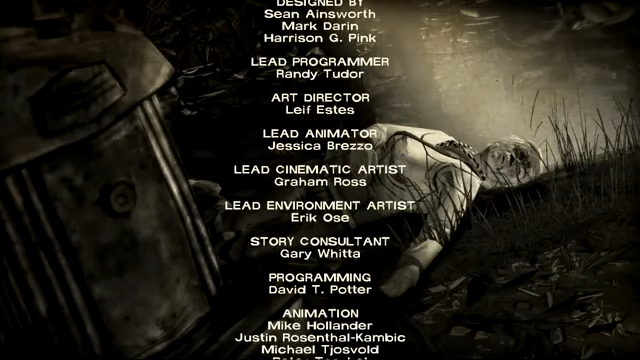 DESIGNED BY
Sean Ainsworth
Mark Darin
Harrison G. Pink
LEAD PROGRAMMER
Randy Tudor
ART DIRECTOR
Leif Estes
LEAD ANIMATOR
Jessica Brezzo
LEAD CINEMATIC ARTIST
Graham Ross
LEAD ENVIRONMENT ARTIST
Erik Ose
STORY CONSULTANT
Gary Whitta
PROGRAMMING
David T. Potter
ANIMATION
Mike Hollander
Justin Rosenthal-Kambic
Michael Tjosvold